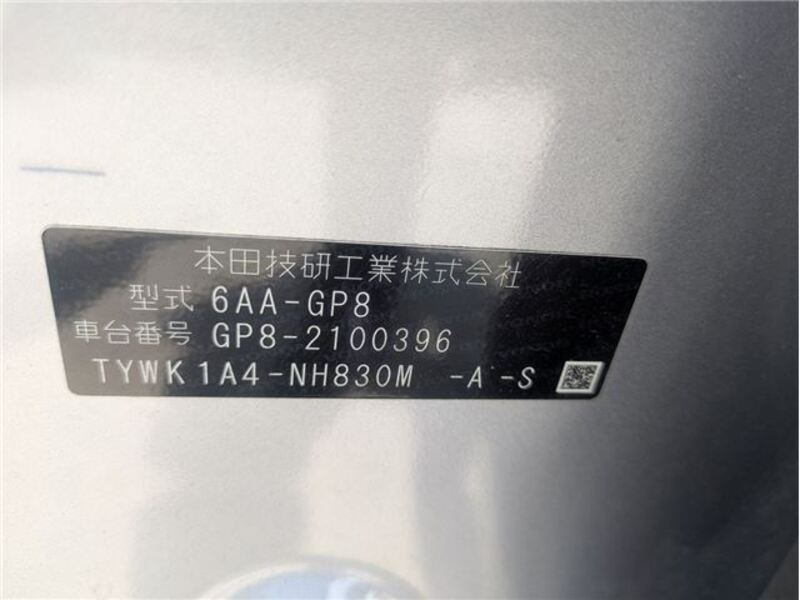 本田技研工業株式会社
型式 6AA-GP8
車台番号 GP8-2100396
TYWK1A4-NH830M -A -S